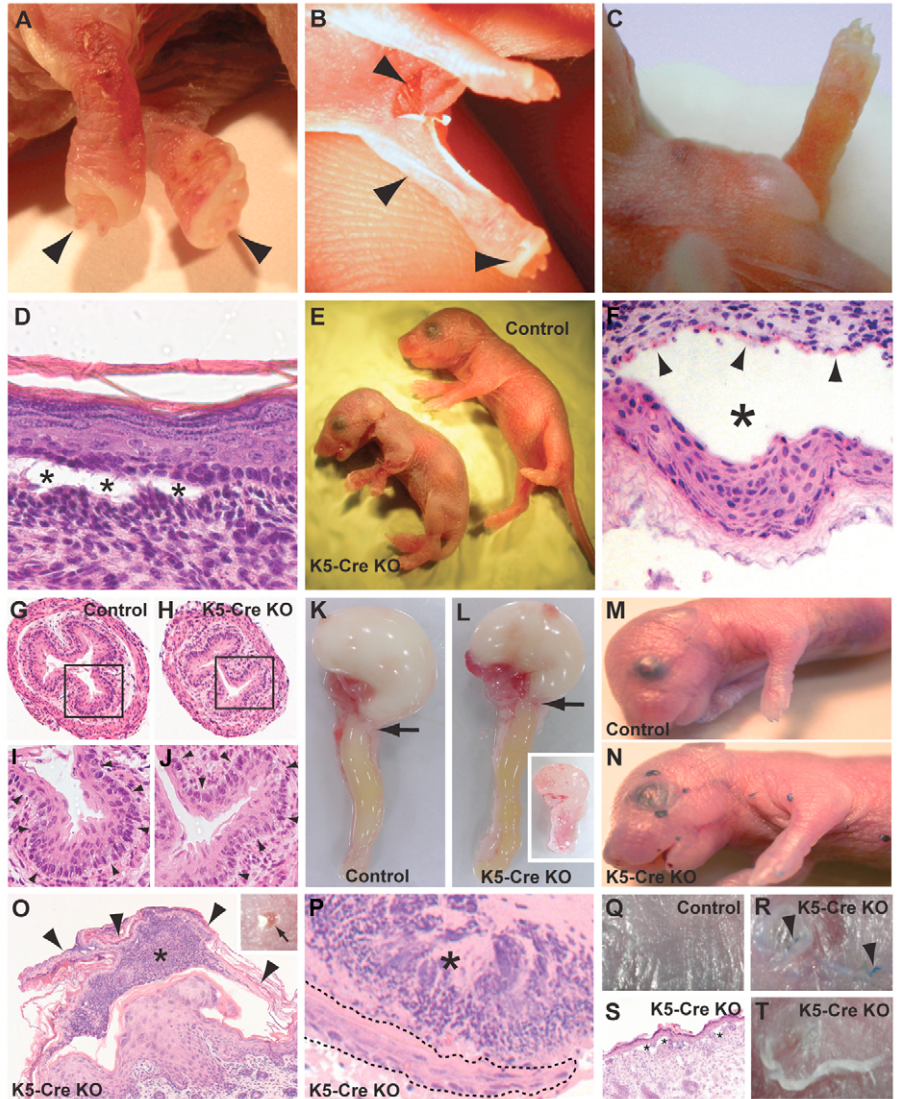 A
B
C
D
E
Control
K5-Cre KO
F
G
Control
H
K5-Cre KO
I
J
K
Control
L
K5-Cre KO
M
Control
N
K5-Cre KO
O
K5-Cre KO
P
K5-Cre KO
Q
Control
R
K5-Cre KO
S
K5-Cre KO
T
K5-Cre KO